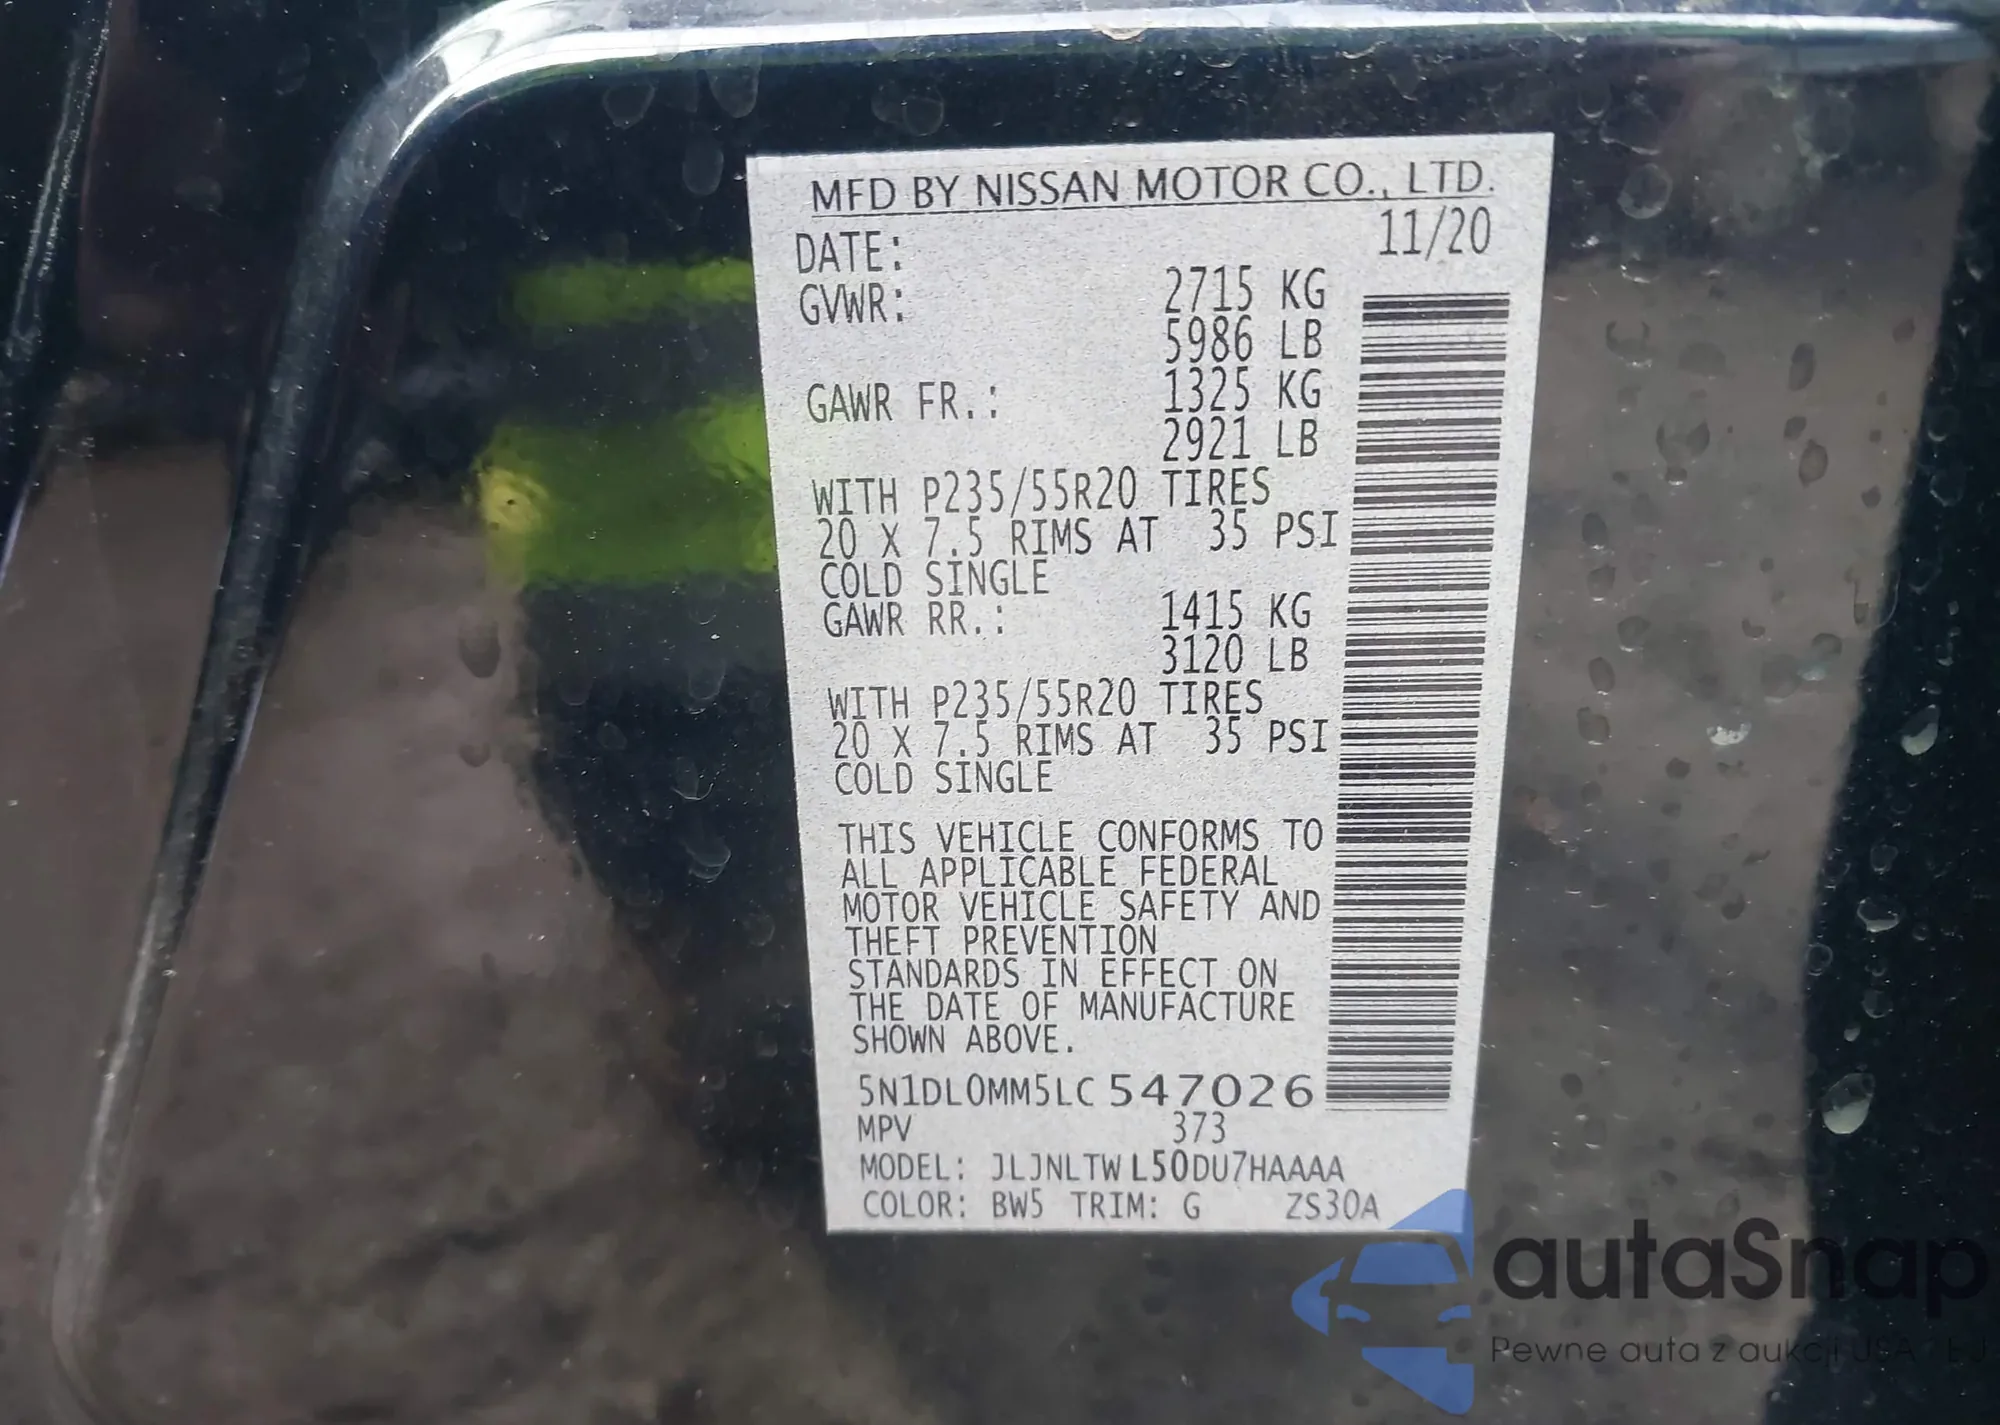 MFD BY NISSAN MOTOR CO., LTD.
DATE: 11/20
GVWR: 2715 KG
5986 LB
GAWR FR.: 1325 KG
2921 LB
WITH P235/55R20 TIRES
20 X 7.5 RIMS AT 35 PSI
COLD SINGLE
GAWR RR.: 1415 KG
3120 LB
WITH P235/55R20 TIRES
20 X 7.5 RIMS AT 35 PSI
COLD SINGLE
THIS VEHICLE CONFORMS TO
ALL APPLICABLE FEDERAL
MOTOR VEHICLE SAFETY AND
THEFT PREVENTION
STANDARDS IN EFFECT ON
THE DATE OF MANUFACTURE
SHOWN ABOVE.
5N1DL0MM5LC547026
MPV 373
MODEL: JLJNLTWL50DU7HAAAA
COLOR: BW5 TRIM: G ZS30A
autaSnap
Pewne auta z aukcji USA